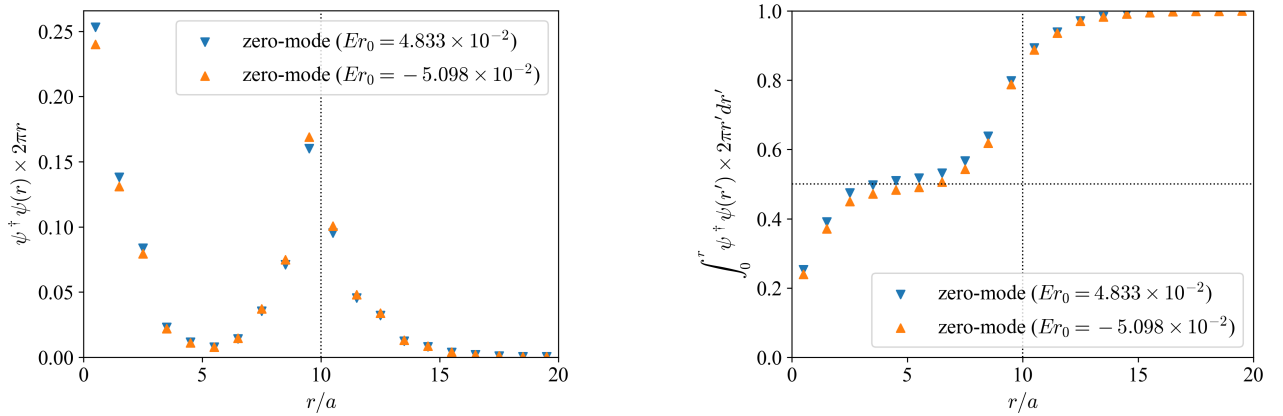 0.25
0.20
0.15
0.10
0.05
0.00
ψ† ψ(r) × 2πr
zero-mode (Er₀ = 4.833 × 10⁻²)
zero-mode (Er₀ = − 5.098 × 10⁻²)
0 5 10 15 20
r/a
1.0
0.8
0.6
0.4
0.2
0.0
∫₀ʳ ψ† ψ(r′) × 2πr′dr′
zero-mode (Er₀ = 4.833 × 10⁻²)
zero-mode (Er₀ = − 5.098 × 10⁻²)
0 5 10 15 20
r/a